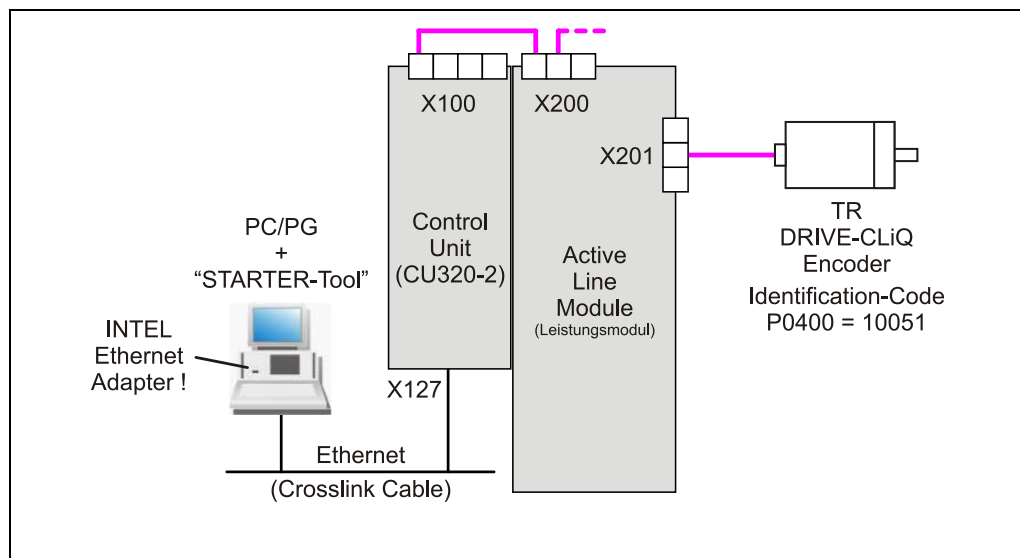 X100
X200
X201
Control
Unit
(CU320-2)
Active
Line
Module
(Leistungsmodul)
TR
DRIVE-CLiQ
Encoder
Identification-Code
P0400 = 10051
PC/PG
+
“STARTER-Tool”
INTEL
Ethernet
Adapter !
X127
Ethernet
(Crosslink Cable)